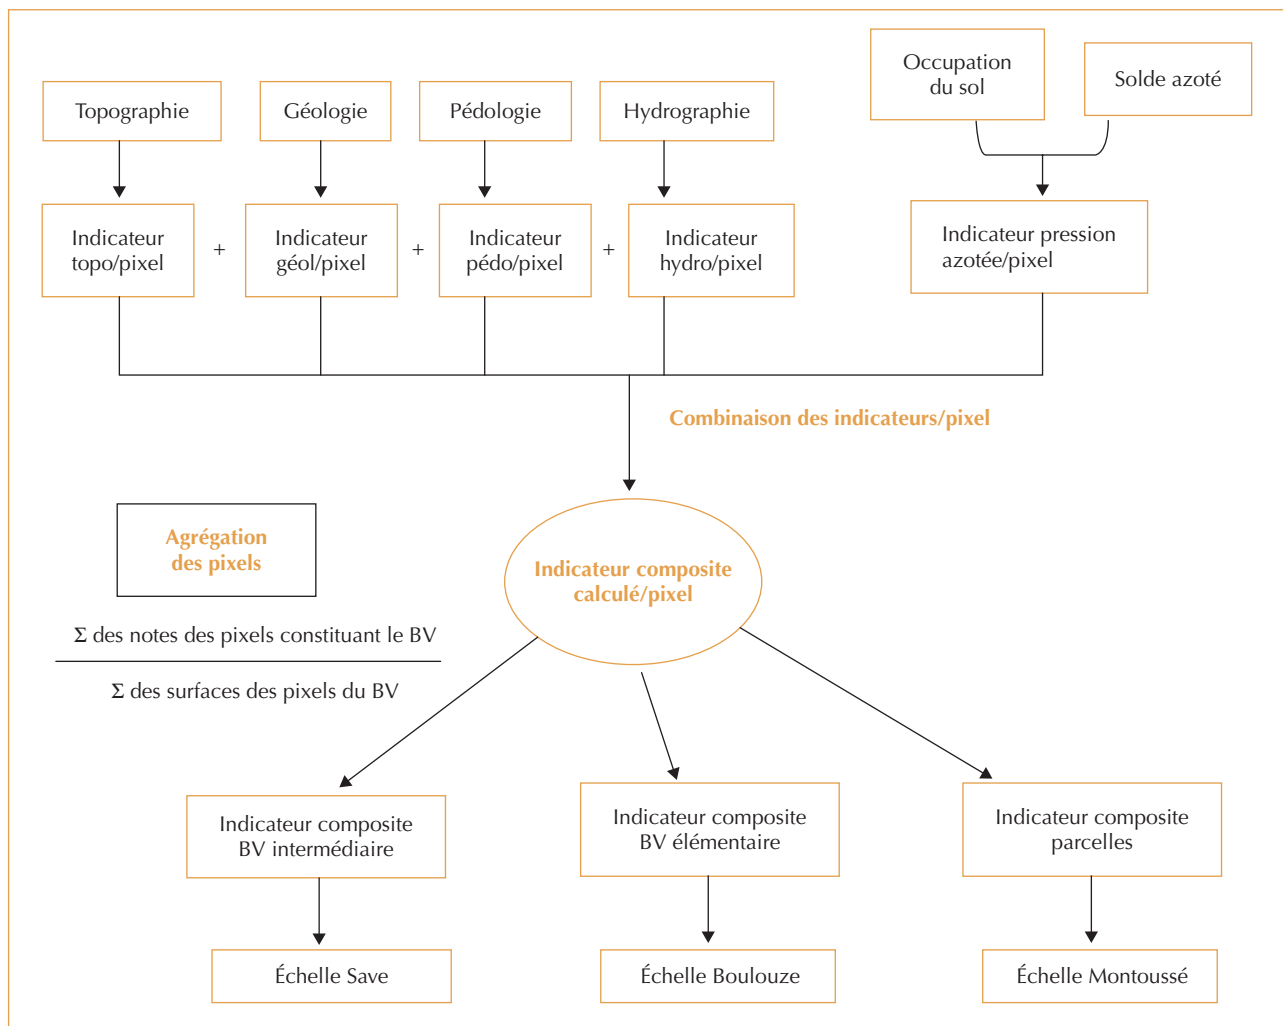 Topographie
Géologie
Pédologie
Hydrographie
Occupation
du sol
Solde azoté
Indicateur
topo/pixel
+
Indicateur
géol/pixel
+
Indicateur
pédo/pixel
+
Indicateur
hydro/pixel
Indicateur pression
azotée/pixel
Combinaison des indicateurs/pixel
Agrégation
des pixels
Σ des notes des pixels constituant le BV
Σ des surfaces des pixels du BV
Indicateur composite
calculé/pixel
Indicateur composite
BV intermédiaire
Indicateur composite
BV élémentaire
Indicateur composite
parcelles
Échelle Save
Échelle Boulouze
Échelle Montoussé